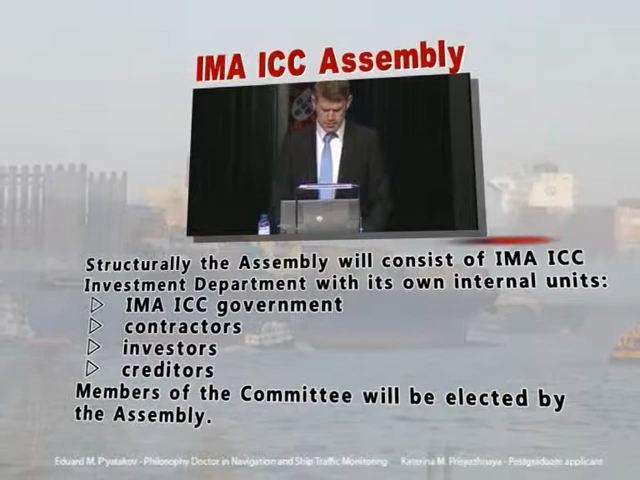 IMA ICC Assembly
Structurally the Assembly will consist of IMA ICC
Investment Department with its own internal units:
IMA ICC government
contractors
investors
creditors
Members of the Committee will be elected by
the Assembly.
Eduard M. P'yatakov - Philosophy Doctor in Navigation and Ship Traffic Monitoring Katerina M. - Postgraduate applicant